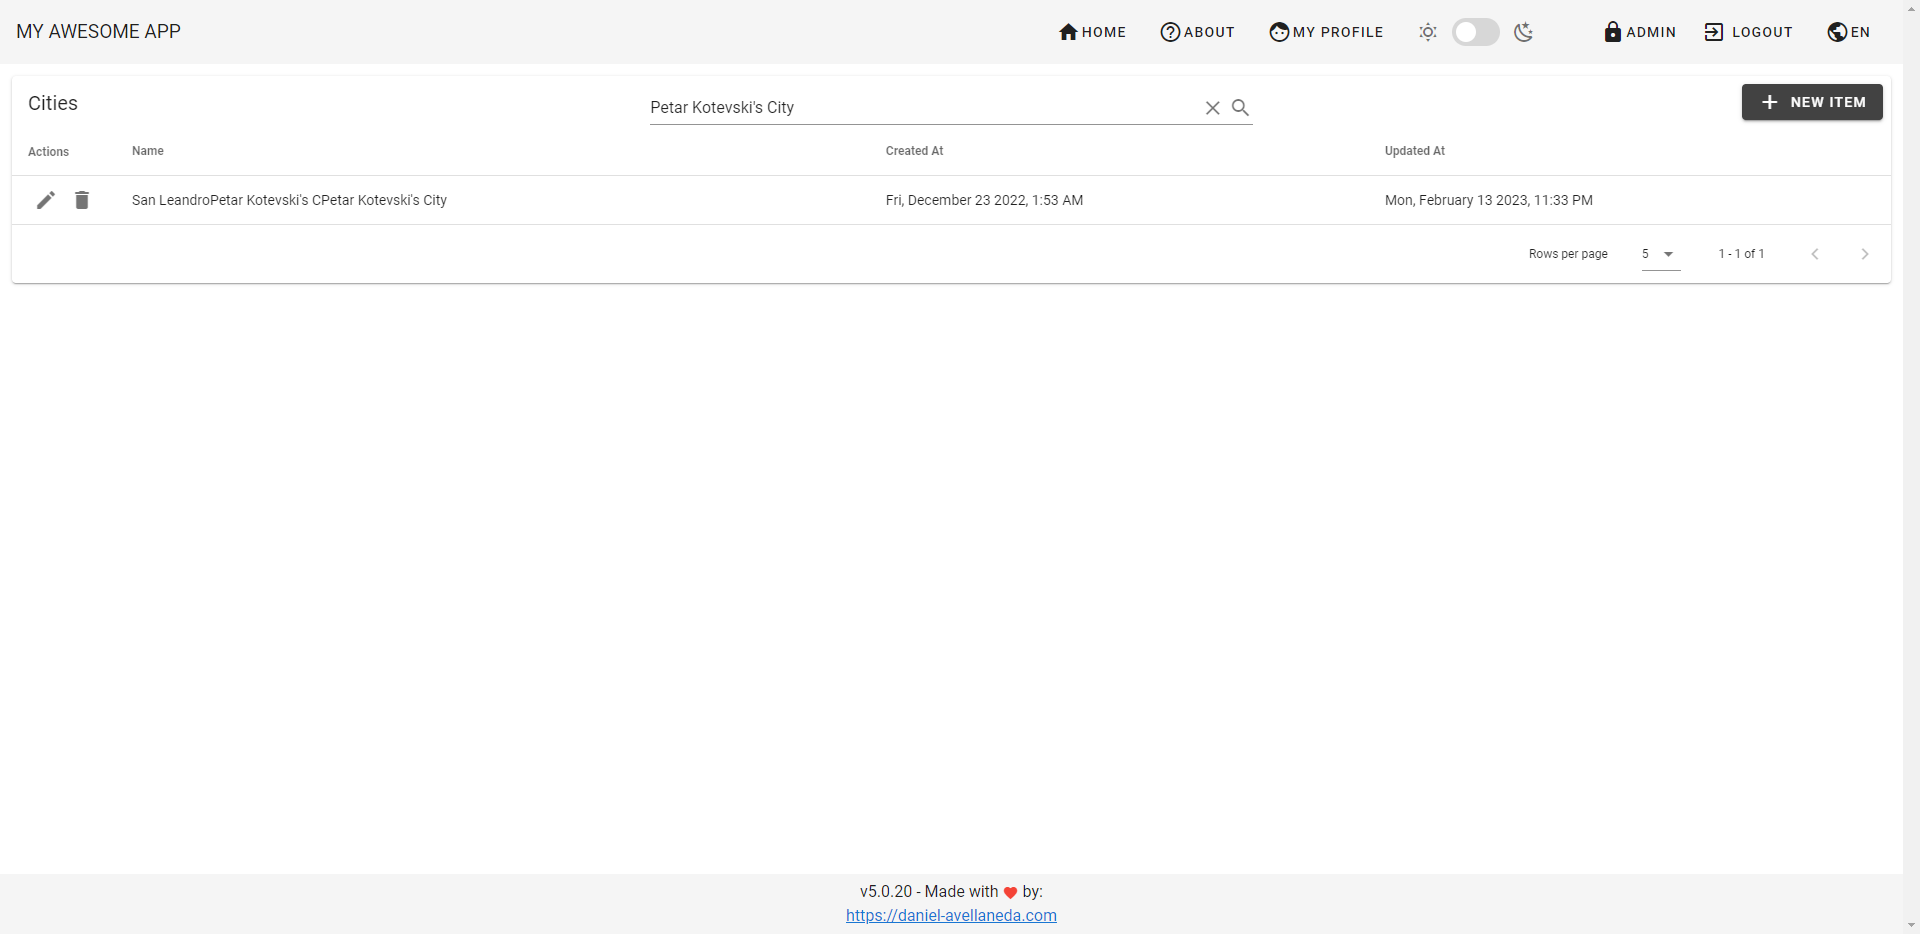 MY AWESOME APP
HOME
ABOUT
MY PROFILE
ADMIN
LOGOUT
EN
Cities
Petar Kotevski's City
NEW ITEM
Actions
Name
Created At
Updated At
San LeandroPetar Kotevski's CPetar Kotevski's City
Fri, December 23 2022, 1:53 AM
Mon, February 13 2023, 11:33 PM
Rows per page
5
1 - 1 of 1
v5.0.20 - Made with ♥ by:
https://daniel-avellaneda.com